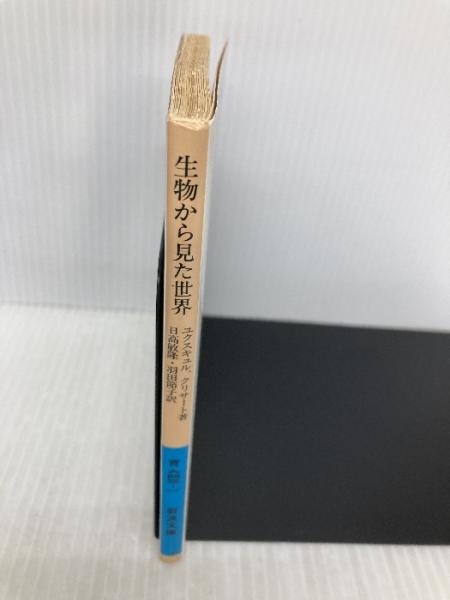 生物から見た世界
ユクスキュル、クリサート著
日高敏隆・羽田節子訳
青
岩波文庫